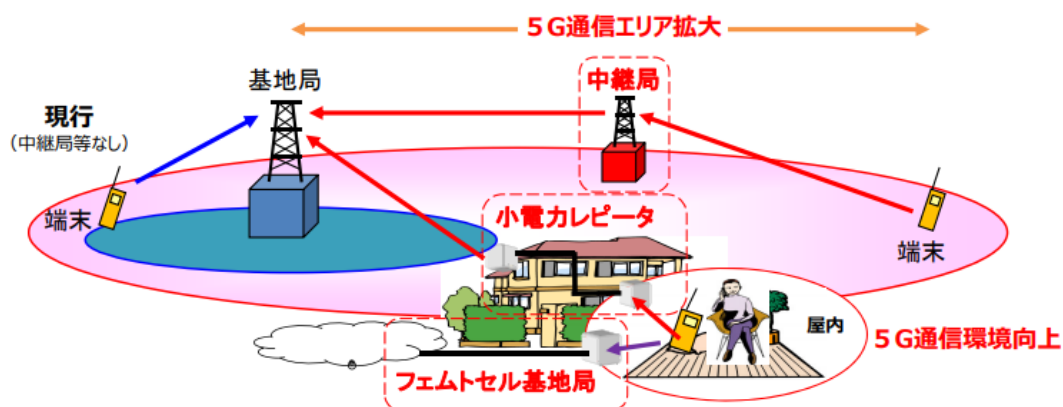 ５Ｇ通信エリア拡大
基地局
中継局
現行
（中継局等なし）
端末
小電力レピータ
端末
屋内
５Ｇ通信環境向上
フェムトセル基地局